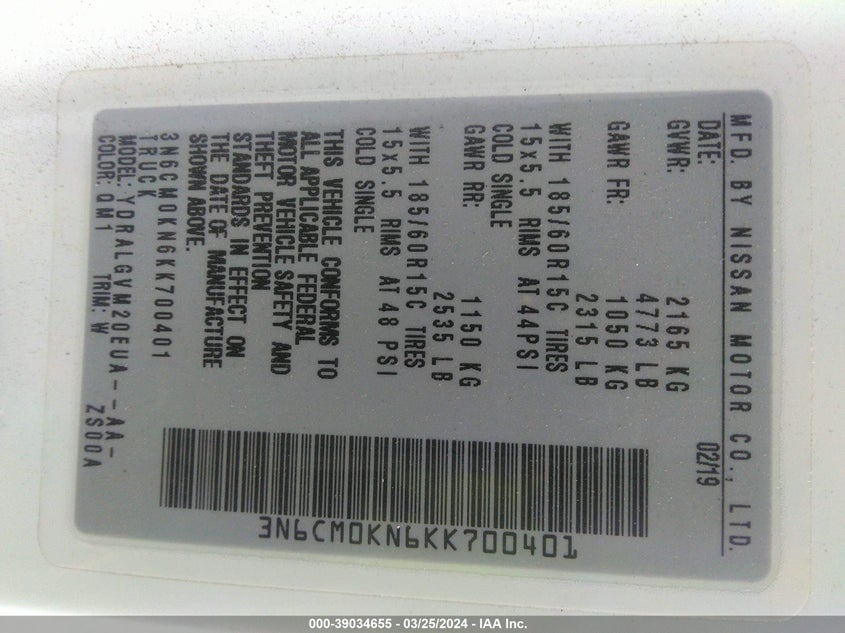 MFD. BY NISSAN MOTOR CO., LTD.
DATE: 02/19
GVWR: 2165 KG
4773 LB
GAWR FR: 1050 KG
2315 LB
WITH 185/60R15C TIRES
15x5.5 RIMS AT 44PSI
COLD SINGLE
GAWR RR: 1150 KG
2535 LB
WITH 185/60R15C TIRES
15x5.5 RIMS AT 48 PSI
COLD SINGLE
THIS VEHICLE CONFORMS TO
ALL APPLICABLE FEDERAL
MOTOR VEHICLE SAFETY AND
THEFT PREVENTION
STANDARDS IN EFFECT ON
THE DATE OF MANUFACTURE
SHOWN ABOVE.
3N6CM0KN6KK700401
TRUCK
MODEL: YDRALGVM20EUA--AA-
COLOR: QM1 TRIM: W ZS00A
3N6CM0KN6KK700401
000-39034655 - 03/25/2024 - IAA Inc.